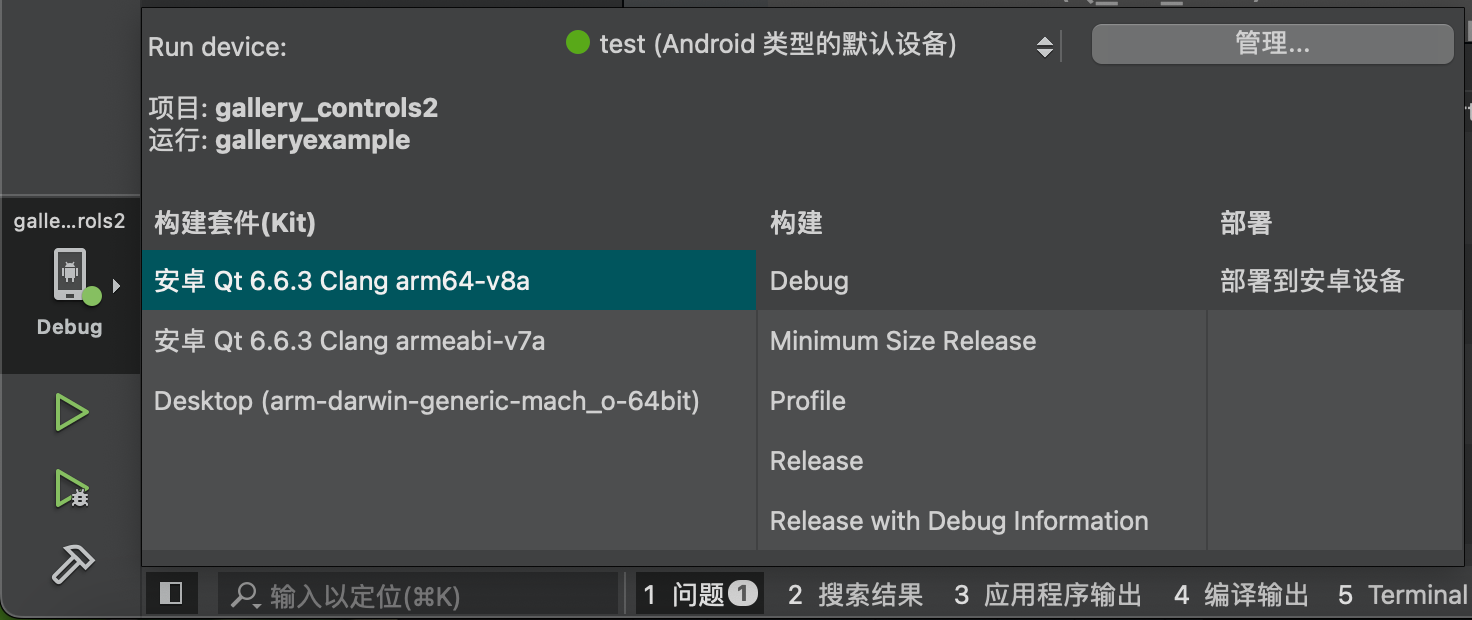 Run device: test (Android 类型的默认设备) 管理...
项目: gallery_controls2
运行: galleryexample
galle...rols2
Debug
构建套件(Kit) 构建 部署
安卓 Qt 6.6.3 Clang arm64-v8a Debug 部署到安卓设备
安卓 Qt 6.6.3 Clang armeabi-v7a Minimum Size Release
Desktop (arm-darwin-generic-mach_o-64bit) Profile
Release
Release with Debug Information
输入以定位(⌘K) 1 问题 1 2 搜索结果 3 应用程序输出 4 编译输出 5 Terminal